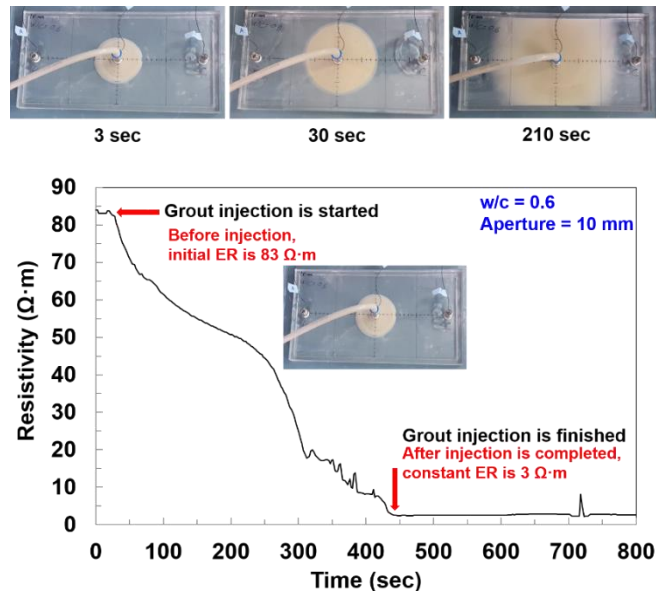 3 sec
30 sec
210 sec
Grout injection is started
Before injection,
initial ER is 83 Ω·m
w/c = 0.6
Aperture = 10 mm
Grout injection is finished
After injection is completed,
constant ER is 3 Ω·m
Resistivity (Ω·m)
90
80
70
60
50
40
30
20
10
0
0
100
200
300
400
500
600
700
800
Time (sec)